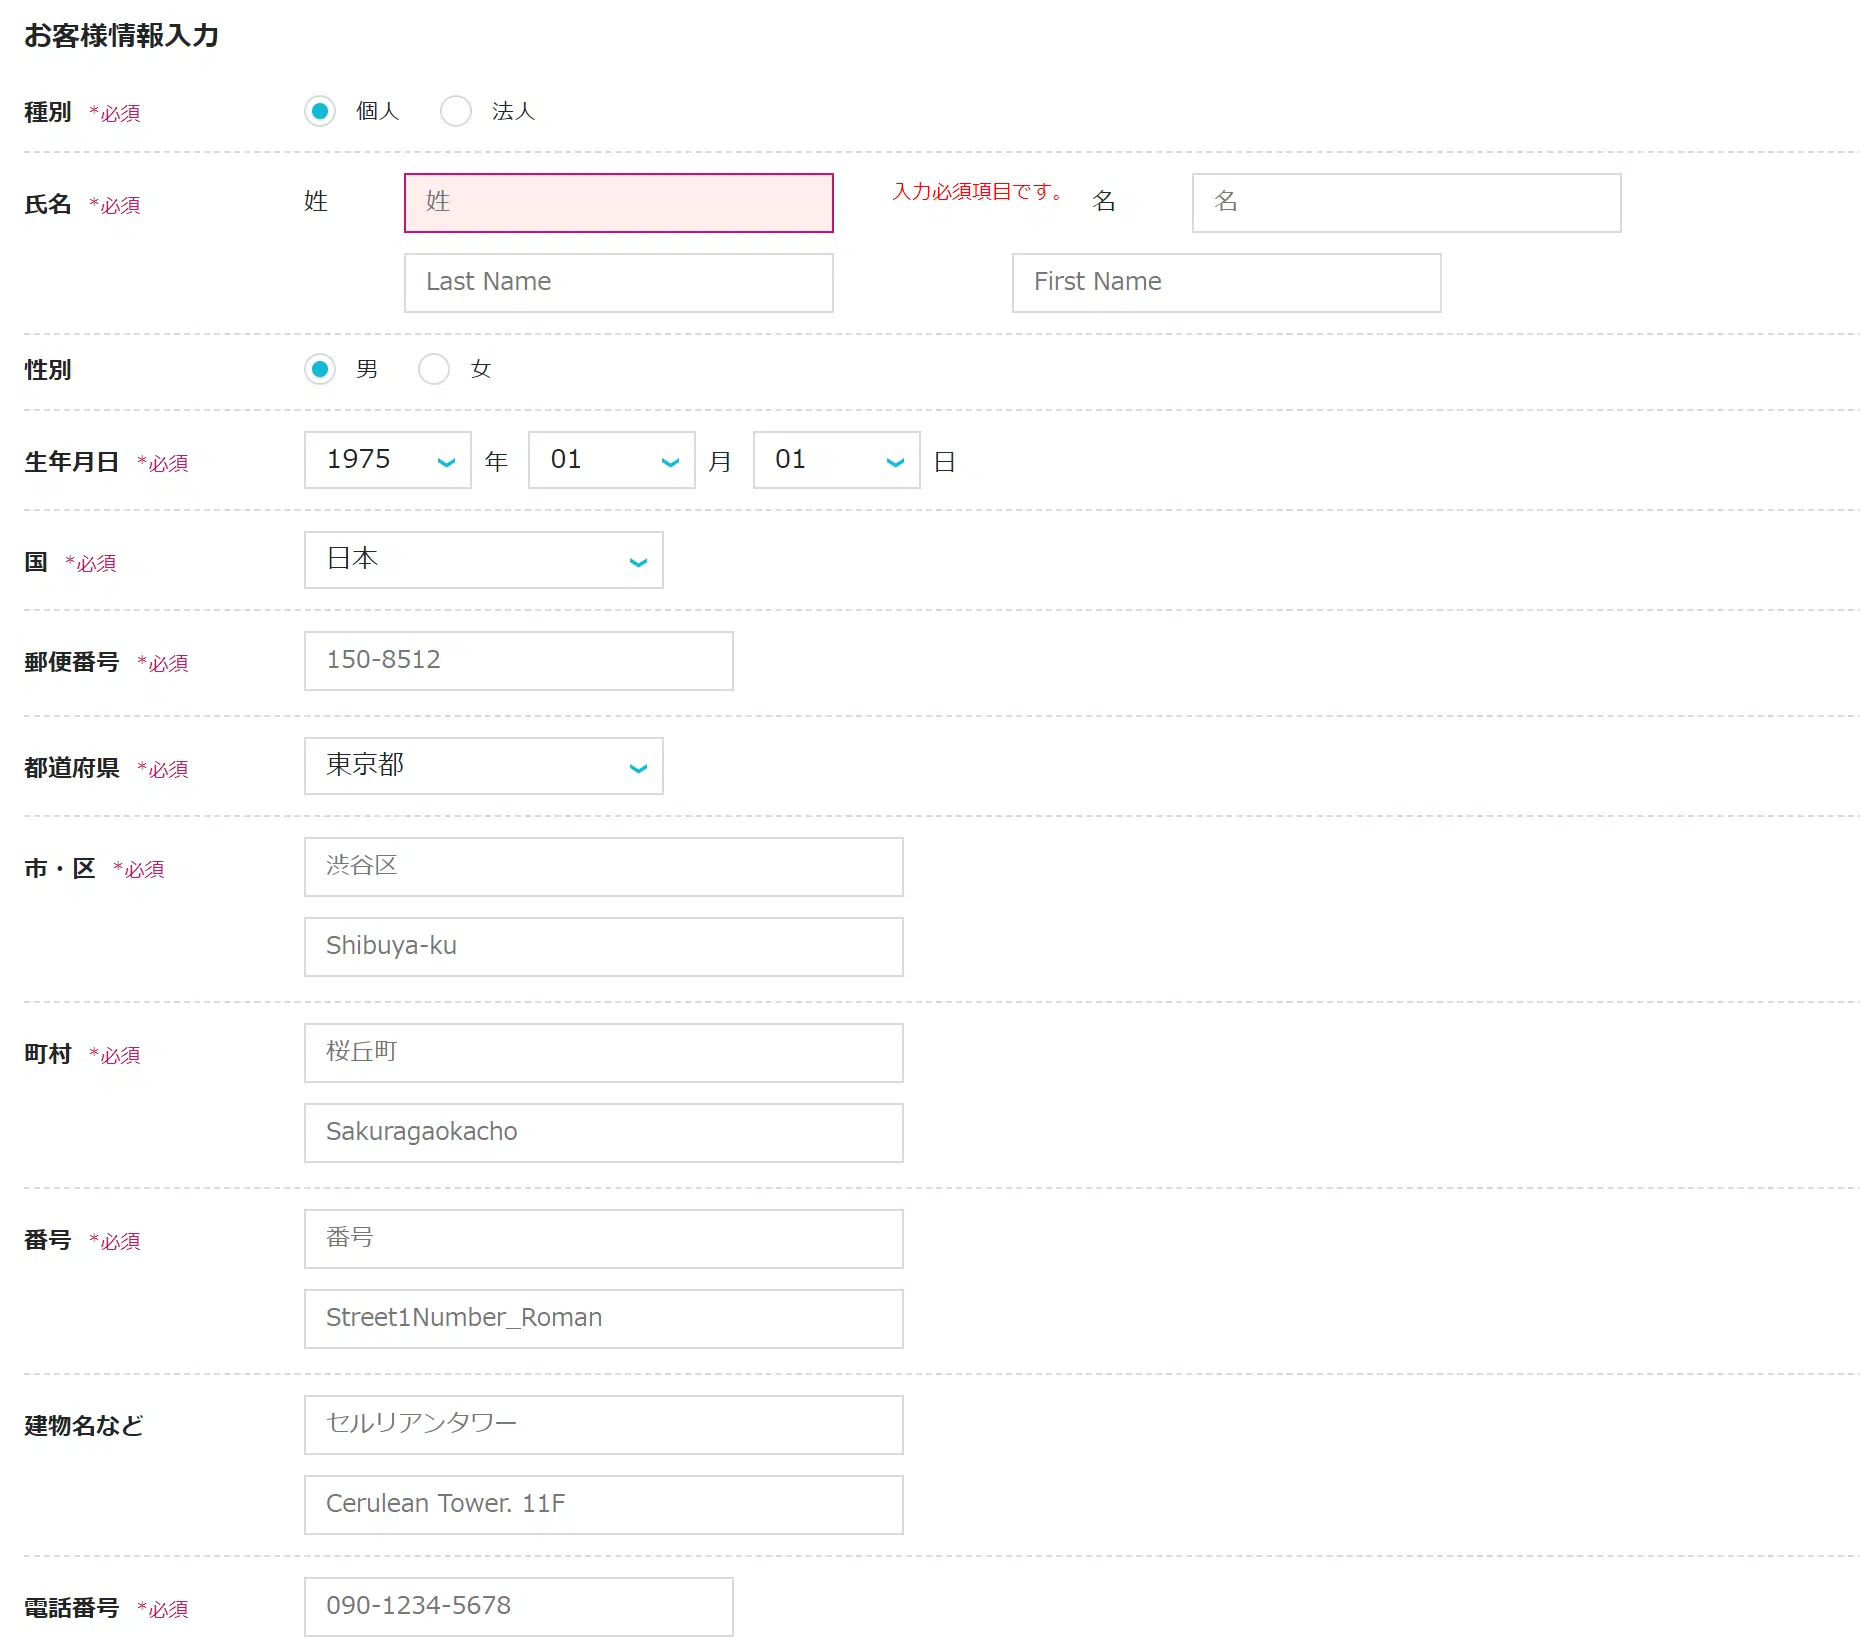 お客様情報入力
種別 *必須 個人 法人
氏名 *必須 姓 姓 入力必須項目です。 名 名
Last Name First Name
性別 男 女
生年月日 *必須 1975 年 01 月 01 日
国 *必須 日本
郵便番号 *必須 150-8512
都道府県 *必須 東京都
市・区 *必須 渋谷区
Shibuya-ku
町村 *必須 桜丘町
Sakuragaokacho
番号 *必須 番号
Street1Number_Roman
建物名など セルリアンタワー
Cerulean Tower. 11F
電話番号 *必須 090-1234-5678